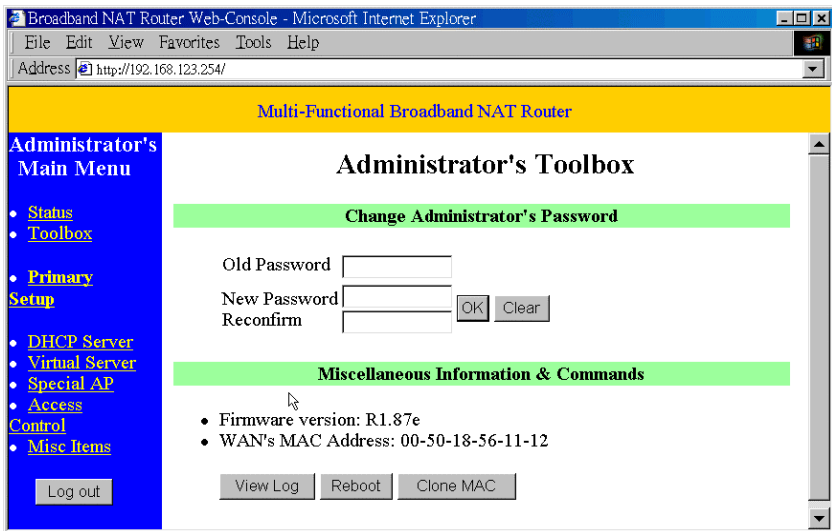 Broadband NAT Router Web-Console - Microsoft Internet Explorer
File Edit View Favorites Tools Help
Address http://192.168.123.254/
Multi-Functional Broadband NAT Router
Administrator's
Main Menu
Status
Toolbox
Primary
Setup
DHCP Server
Virtual Server
Special AP
Access
Control
Misc Items
Log out
Administrator's Toolbox
Change Administrator's Password
Old Password
New Password
Reconfirm
OK Clear
Miscellaneous Information & Commands
Firmware version: R1.87e
WAN's MAC Address: 00-50-18-56-11-12
View Log Reboot Clone MAC